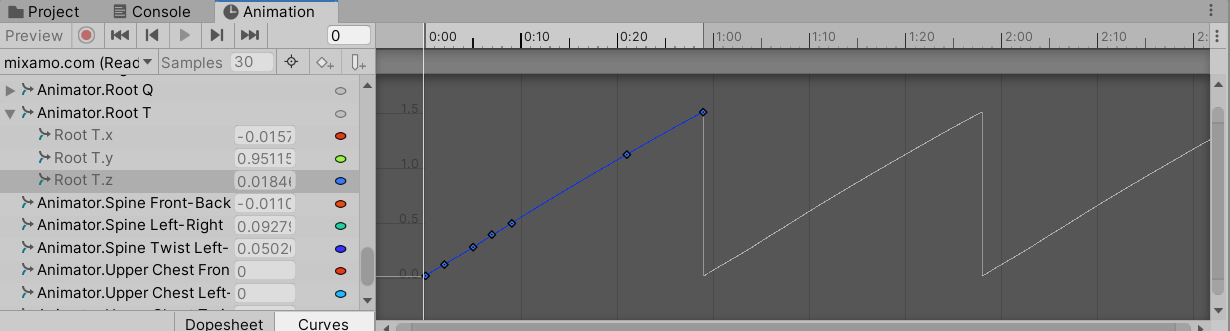 Project Console Animation
Preview 0 0:00 0:10 0:20 1:00 1:10 1:20 2:00 2:10 2:
mixamo.com (Read Samples 30
Animator.Root Q
Animator.Root T 1.5
Root T.x -0.0157
Root T.y 0.95115 1.0
Root T.z 0.0184
Animator.Spine Front-Back -0.0110
Animator.Spine Left-Right 0.0927 0.5
Animator.Spine Twist Left- 0.0502
Animator.Upper Chest Fron 0 0.0
Animator.Upper Chest Left- 0
Dopesheet Curves